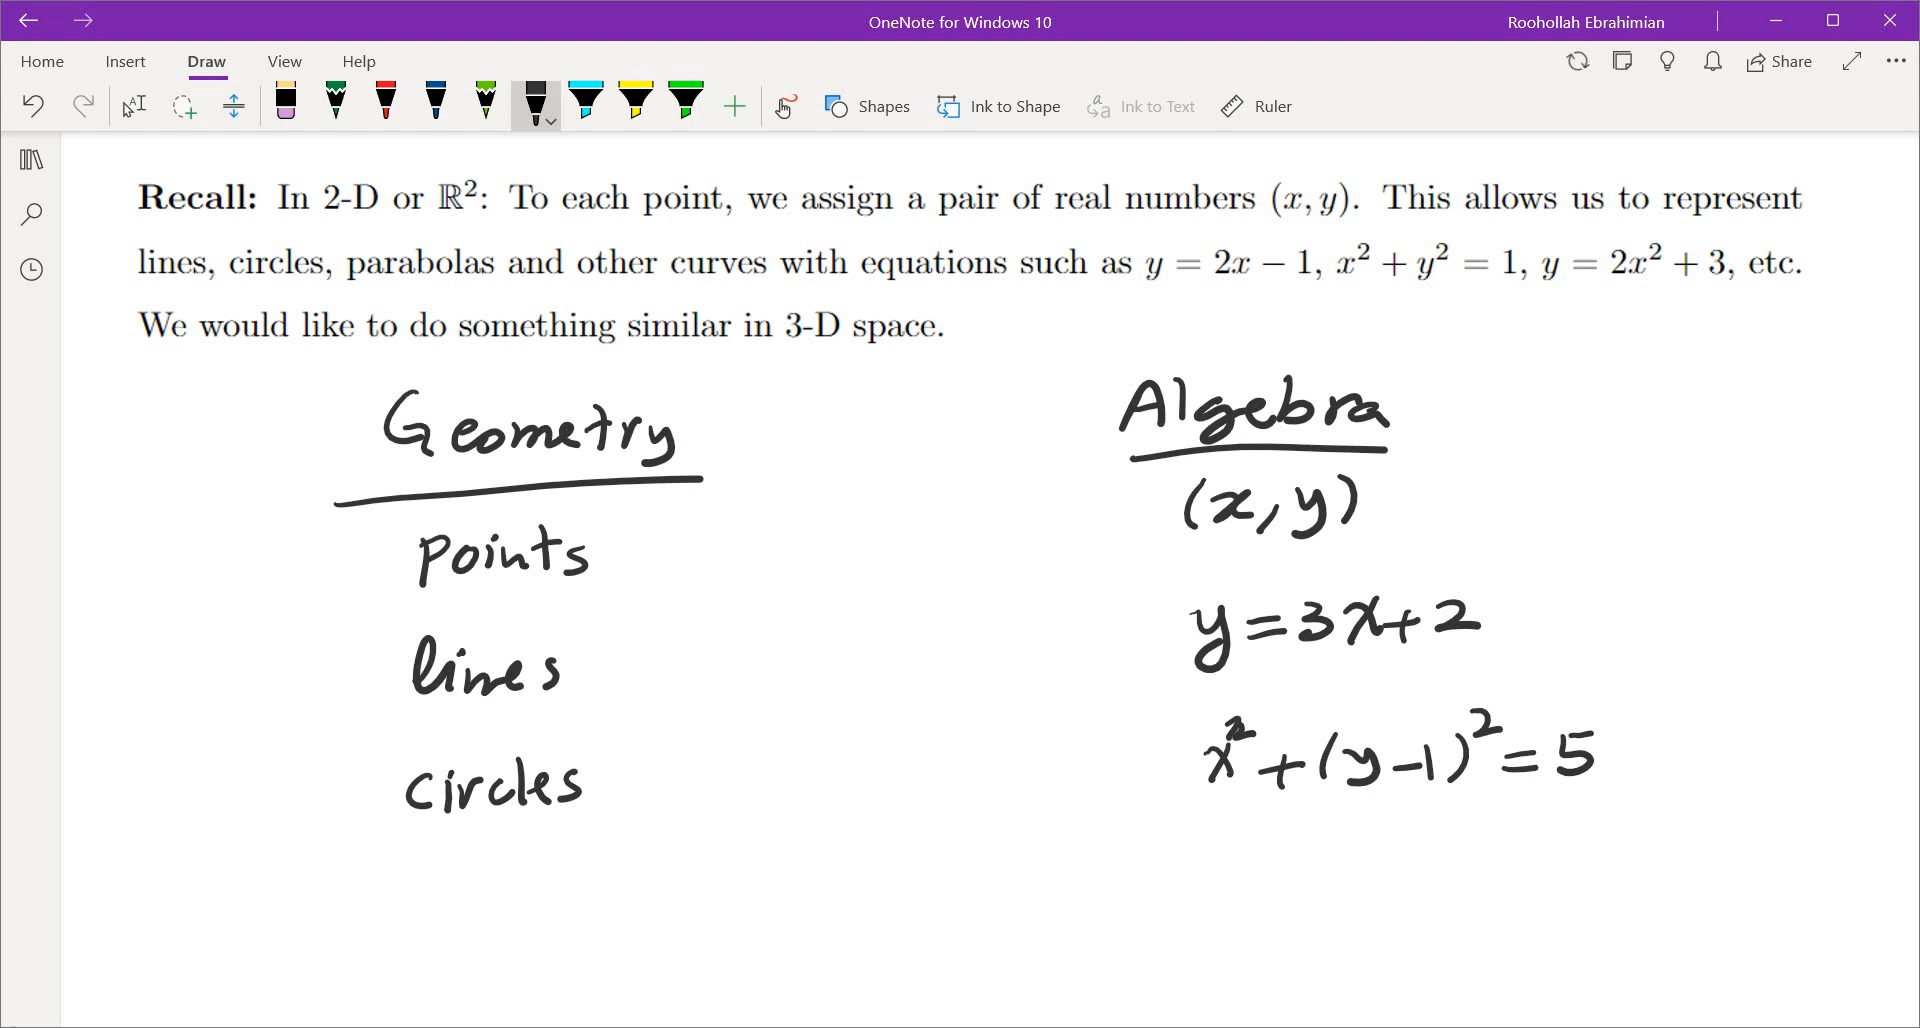 OneNote for Windows 10
Roohollah Ebrahimian
Home Insert Draw View Help
Share
Shapes Ink to Shape Ink to Text Ruler
Recall: In 2-D or ℝ²: To each point, we assign a pair of real numbers (x, y). This allows us to represent
lines, circles, parabolas and other curves with equations such as y = 2x − 1, x² + y² = 1, y = 2x² + 3, etc.
We would like to do something similar in 3-D space.
Geometry
Algebra
(x, y)
points
y = 3x + 2
lines
x² + (y − 1)² = 5
circles